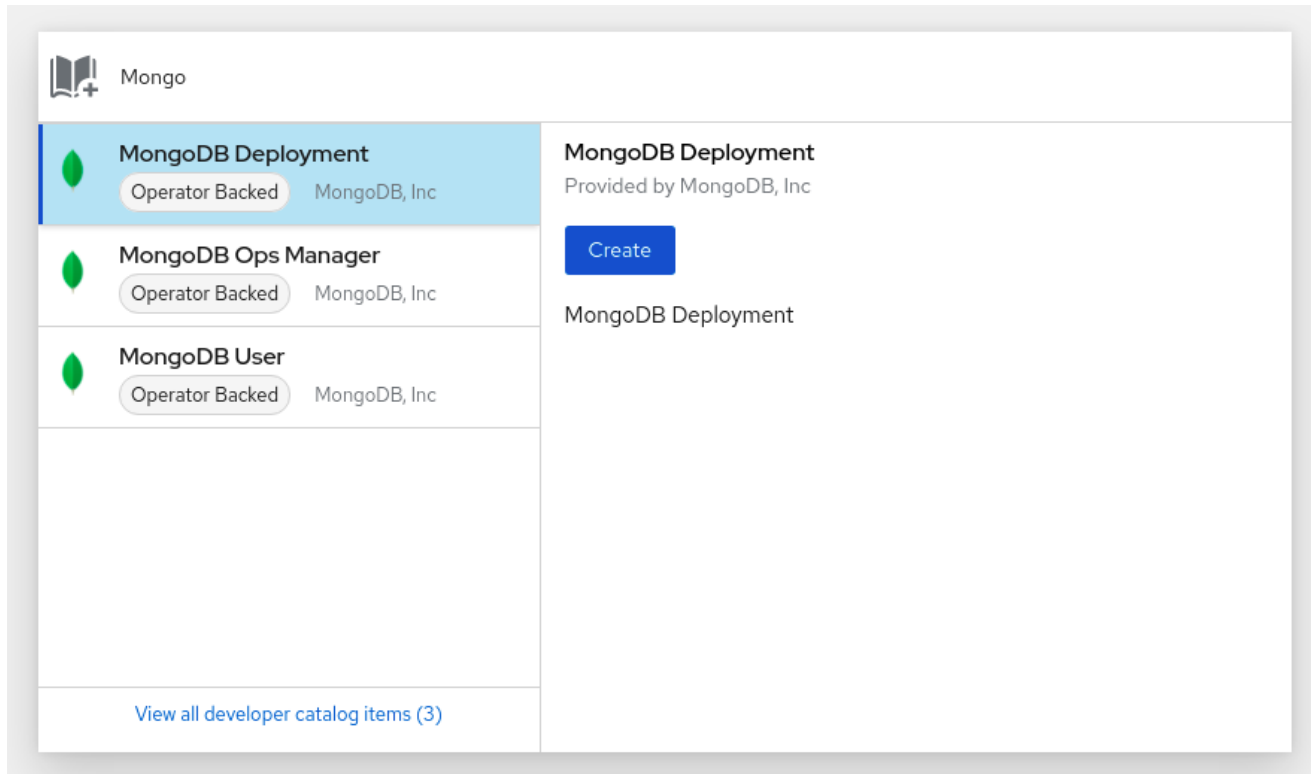 Mongo
MongoDB Deployment
Operator Backed MongoDB, Inc
MongoDB Ops Manager
Operator Backed MongoDB, Inc
MongoDB User
Operator Backed MongoDB, Inc
View all developer catalog items (3)
MongoDB Deployment
Provided by MongoDB, Inc
Create
MongoDB Deployment